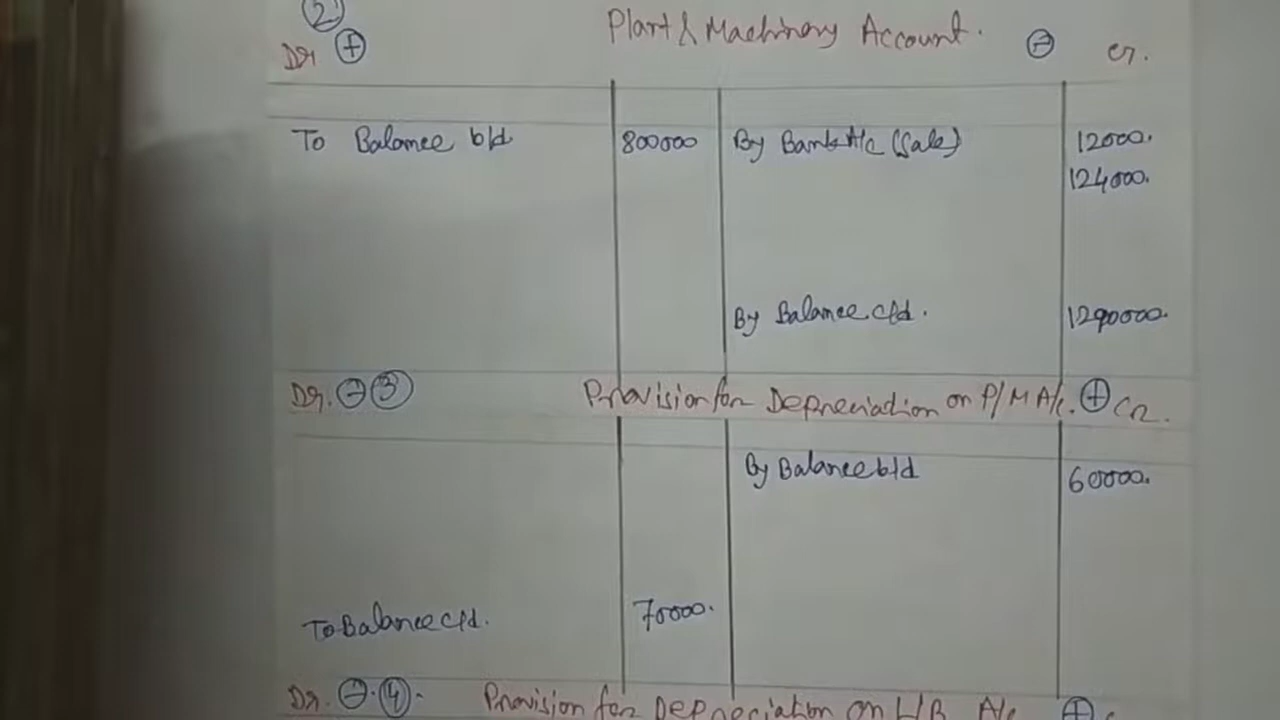 2
Plant & Machinery Account.
Dr + - Cr.
To Balance b/d 800000 By Bank A/c (Sale) 12000.
124000.
By Balance c/d. 1290000.
Dr. - 3 Provision for Depreciation on P/M A/c. + Cr.
By Balance b/d 60000.
To Balance c/d. 70000.
Dr. - . 4 . Provision for Depreciation on L/B A/c +